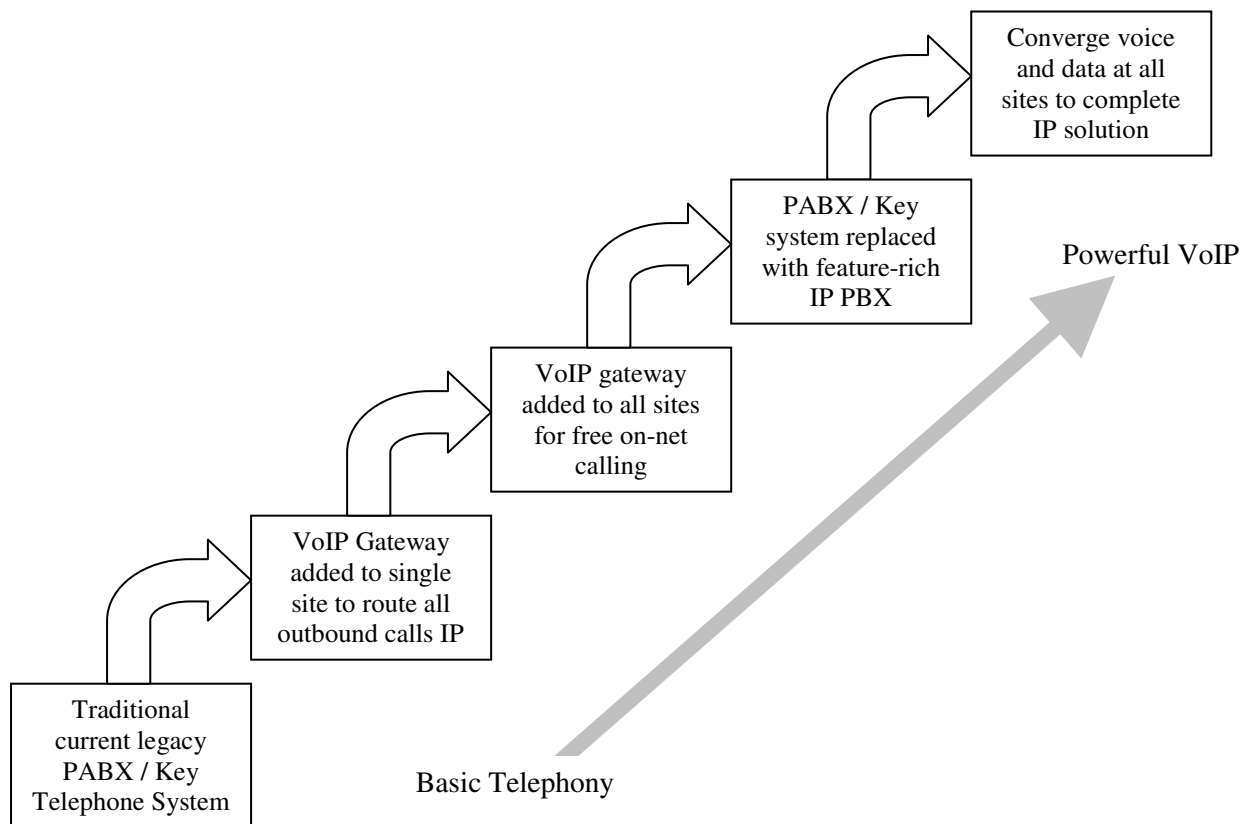 Converge voice
and data at all
sites to complete
IP solution
PABX / Key
system replaced
with feature-rich
IP PBX
Powerful VoIP
VoIP gateway
added to all sites
for free on-net
calling
VoIP Gateway
added to single
site to route all
outbound calls IP
Traditional
current legacy
PABX / Key
Telephone System
Basic Telephony